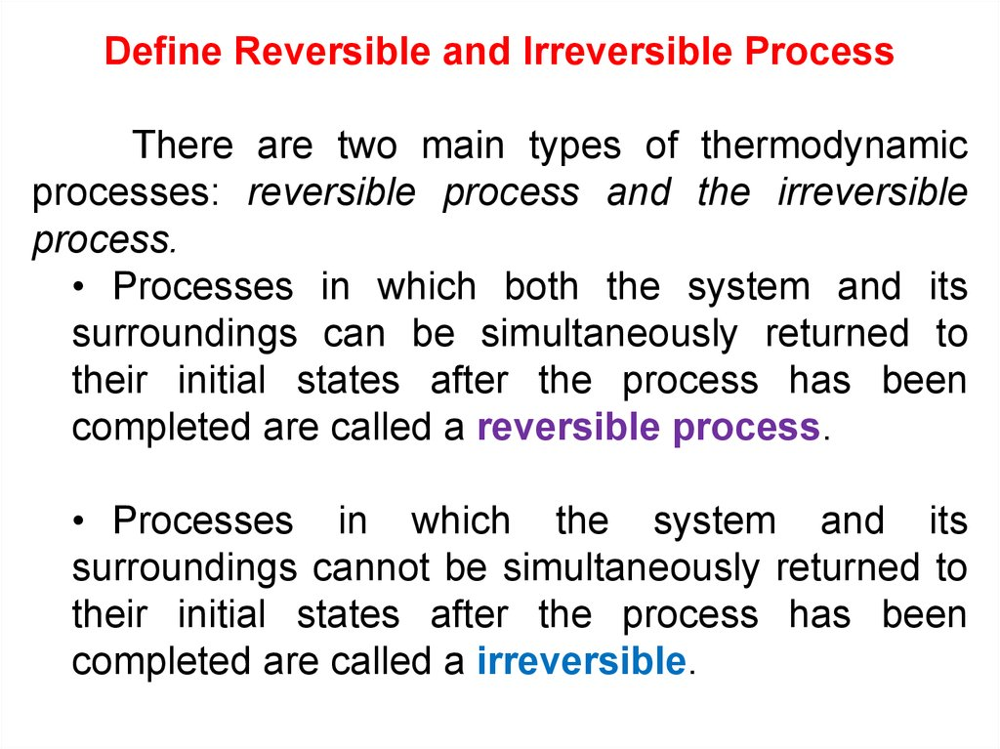 Define Reversible and Irreversible Process
There are two main types of thermodynamic
processes: reversible process and the irreversible
process.
• Processes in which both the system and its
surroundings can be simultaneously returned to
their initial states after the process has been
completed are called a reversible process.
• Processes in which the system and its
surroundings cannot be simultaneously returned to
their initial states after the process has been
completed are called a irreversible.